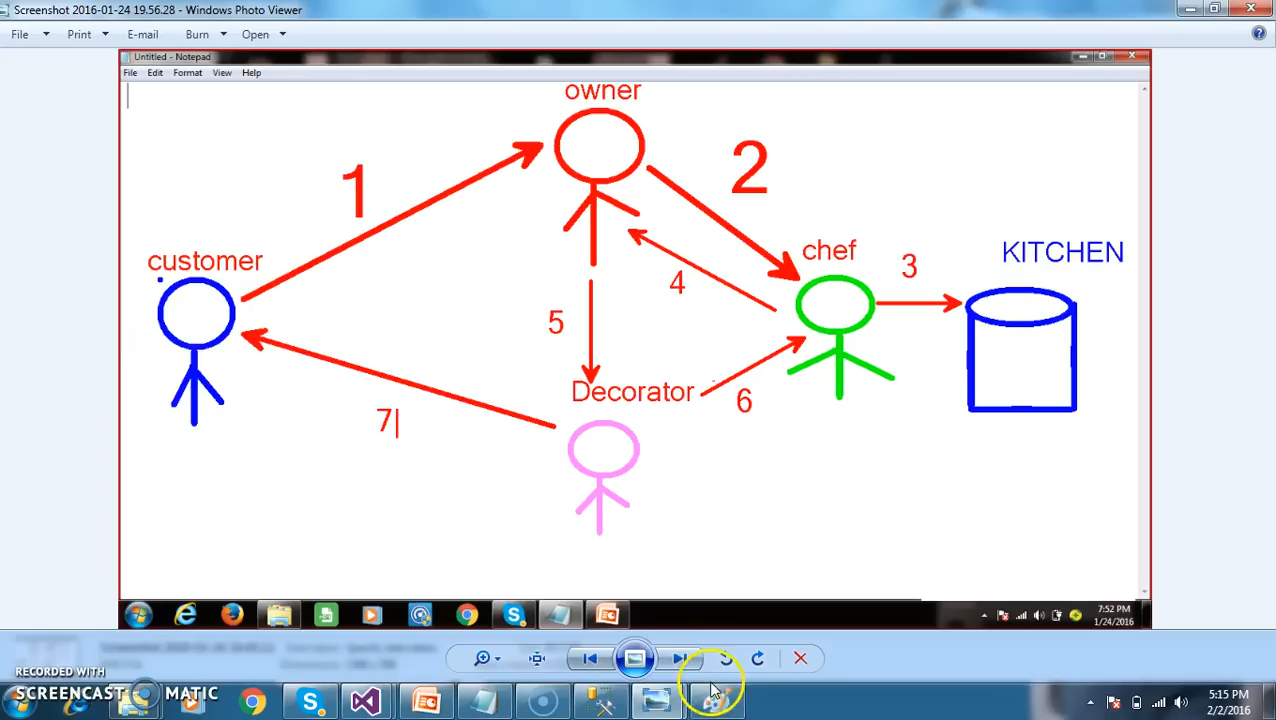 Screenshot 2016-01-24 19.56.28 - Windows Photo Viewer
File Print E-mail Burn Open
Untitled - Notepad
File Edit Format View Help
owner
1
2
customer
chef
KITCHEN
3
4
5
Decorator
6
7|
7:52 PM
1/24/2016
RECORDED WITH
SCREENCAST MATIC
5:15 PM
2/2/2016